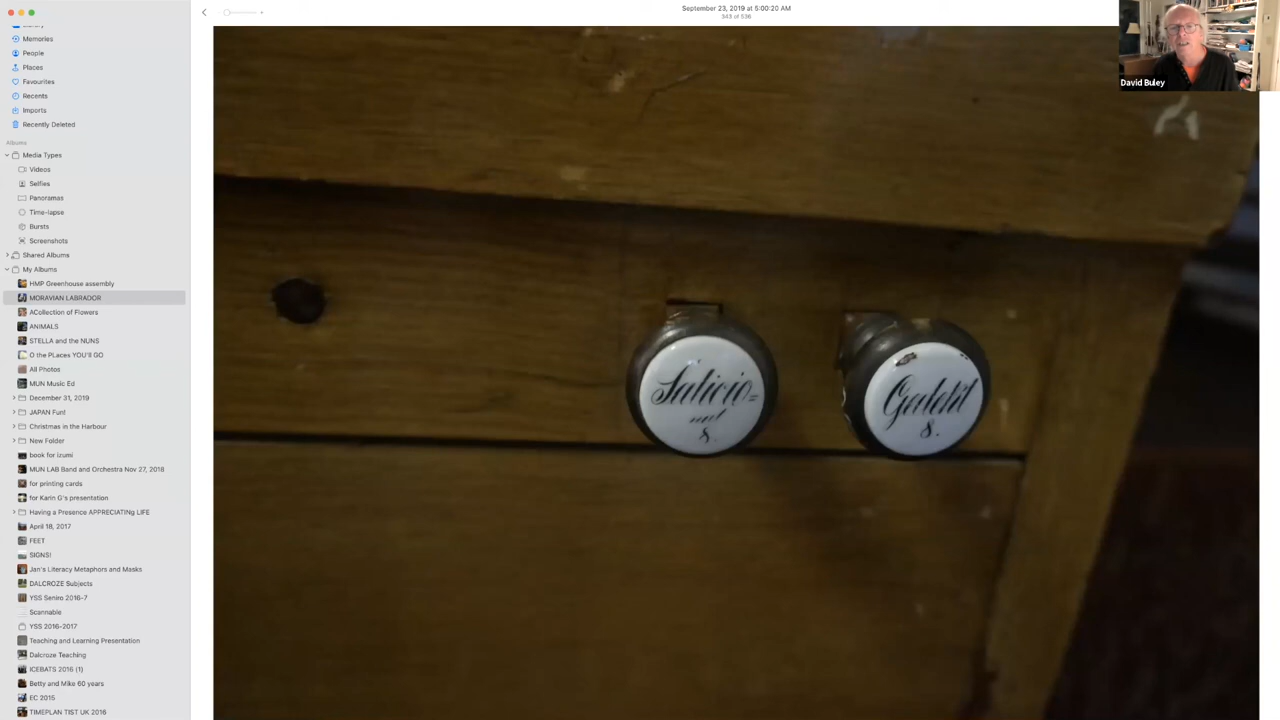 September 23, 2019 at 5:00:20 AM
343 of 536
David Buley
Memories
People
Places
Favourites
Recents
Imports
Recently Deleted
Albums
Media Types
Videos
Selfies
Panoramas
Time-lapse
Bursts
Screenshots
Shared Albums
My Albums
HMP Greenhouse assembly
MORAVIAN LABRADOR
ACollection of Flowers
ANIMALS
STELLA and the NUNS
O the PLaces YOU'll GO
All Photos
MUN Music Ed
December 31, 2019
JAPAN Fun!
Christmas in the Harbour
New Folder
book for izumi
MUN LAB Band and Orchestra Nov 27, 2018
for printing cards
for Karin G's presentation
Having a Presence APPRECIATINg LIFE
April 18, 2017
FEET
SIGNS!
Jan's Literacy Metaphors and Masks
DALCROZE Subjects
YSS Seniro 2016-7
Scannable
YSS 2016-2017
Teaching and Learning Presentation
Dalcroze Teaching
ICEBATS 2016 (1)
Betty and Mike 60 years
EC 2015
TIMEPLAN TIST UK 2016
Salicio=
nal
8.
Gedekt
8.